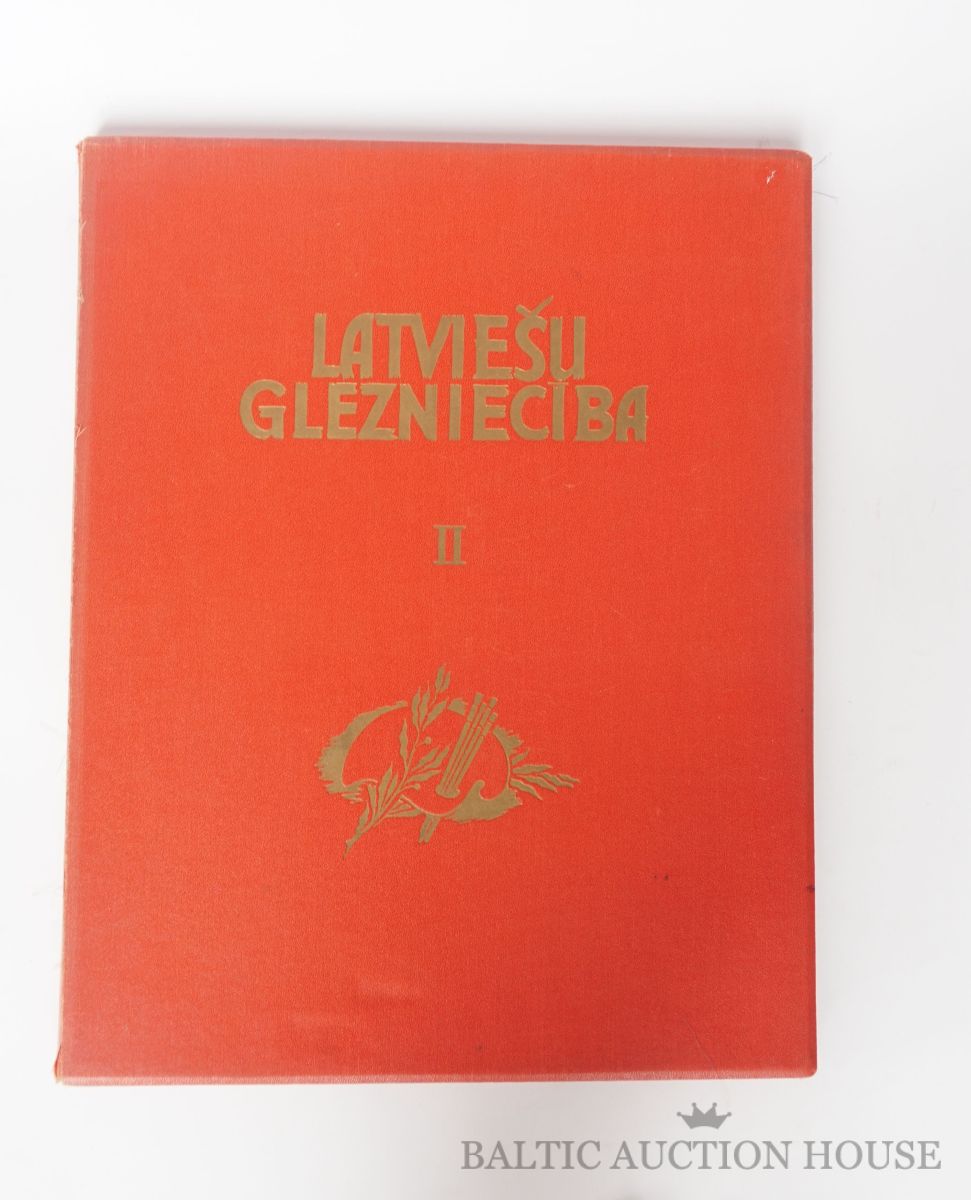 LATVIEŠU
GLEZNIECĪBA
II
BALTIC AUCTION HOUSE